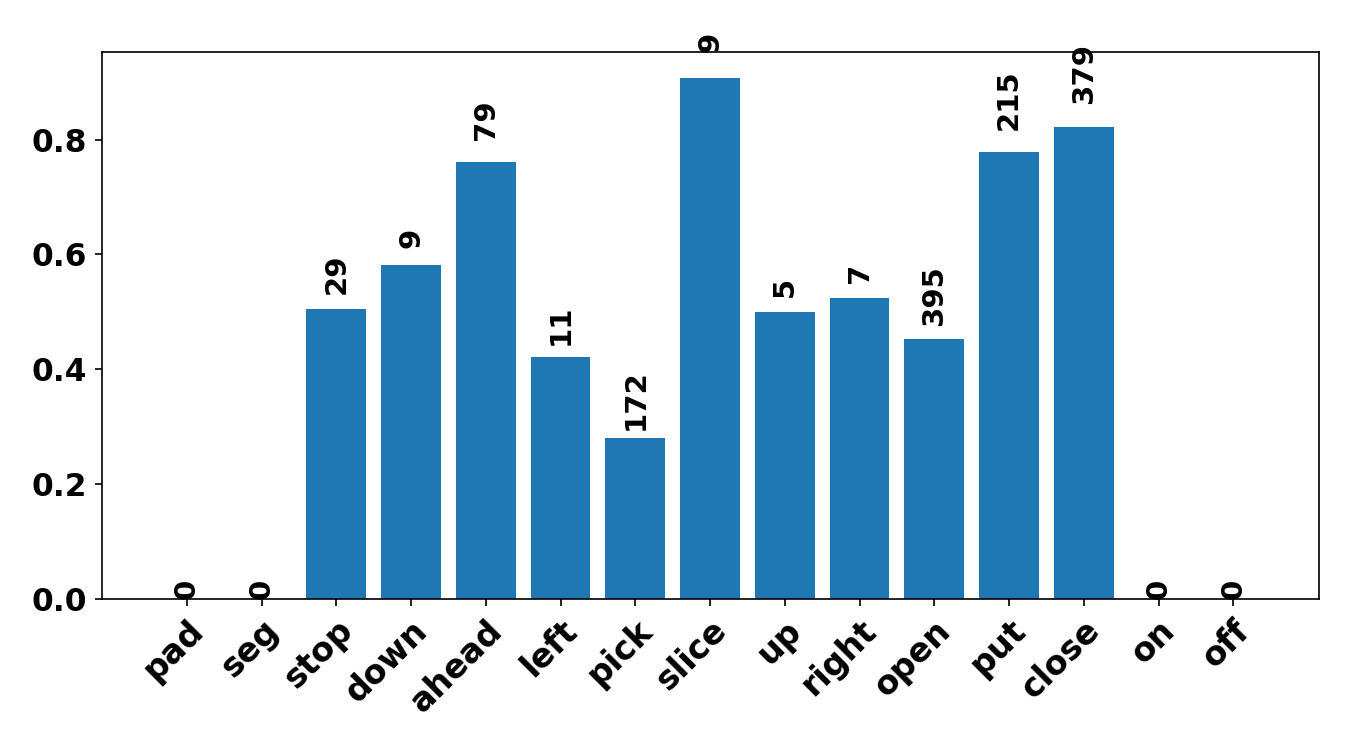 0.8
0.6
0.4
0.2
0.0
0
0
29
9
79
11
172
9
5
7
395
215
379
0
0
pad
seg
stop
down
ahead
left
pick
slice
up
right
open
put
close
on
off